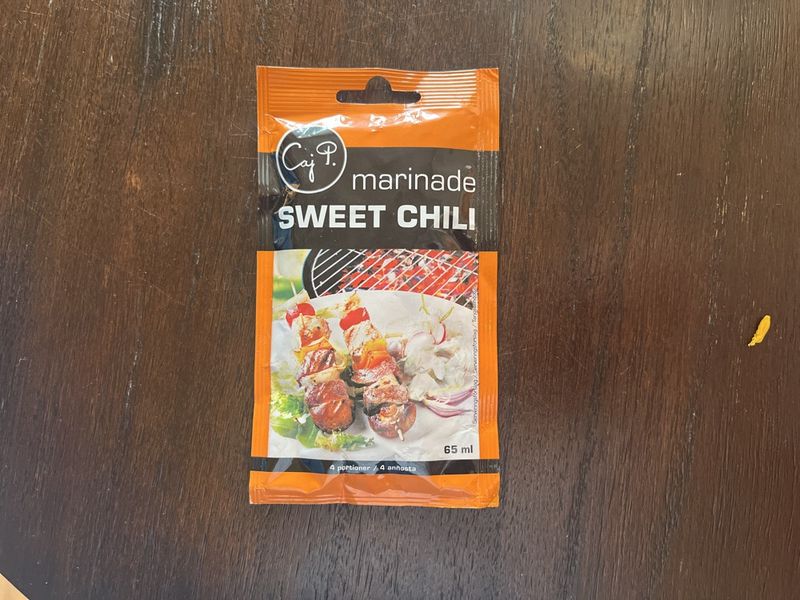 Caj P.
marinade
SWEET CHILI
65 ml
4 portioner / 4 annosta